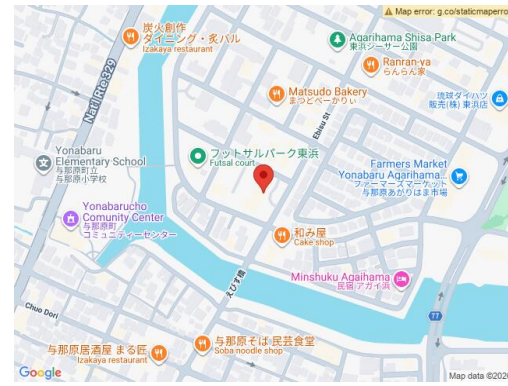 Map error: g.co/staticmaperro
炭火創作
ダイニング・炙バル
Izakaya restaurant
Agarihama Shisa Park
東浜シーサー公園
Ranran-ya
らんらん家
Nat'l Rte 329
Matsudo Bakery
まつどべーかりぃ
琉球ダイハツ
販売(株) 東浜店
Ebisu St
Yonabaru
Elementary School
与那原町立
与那原小学校
フットサルパーク東浜
Futsal court
Farmers Market
Yonabaru Agarihama...
ファーマーズマーケット
与那原あがりはま市場
Yonabarucho
Comunity Center
与那原町
コミュニティーセンター
和み屋
Cake shop
えびす橋
Minshuku Agaihama
民宿 アガイ浜
77
Chuo Dori
与那原居酒屋 まる匠
Izakaya restaurant
与那原そば 民芸食堂
Soba noodle shop
Google
Map data ©2026